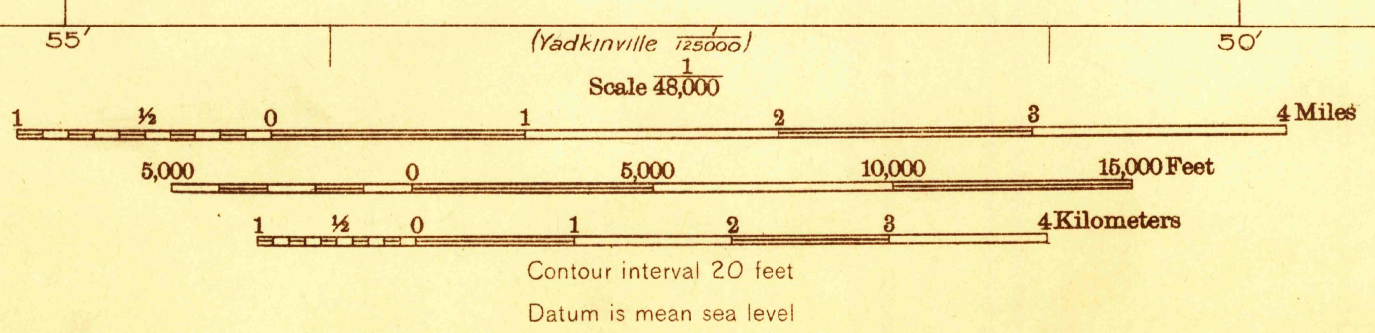 55′ (Yadkinville 1/125000) 50′
Scale 1/48,000
1 ½ 0 1 2 3 4 Miles
5,000 0 5,000 10,000 15,000 Feet
1 ½ 0 1 2 3 4 Kilometers
Contour interval 20 feet
Datum is mean sea level